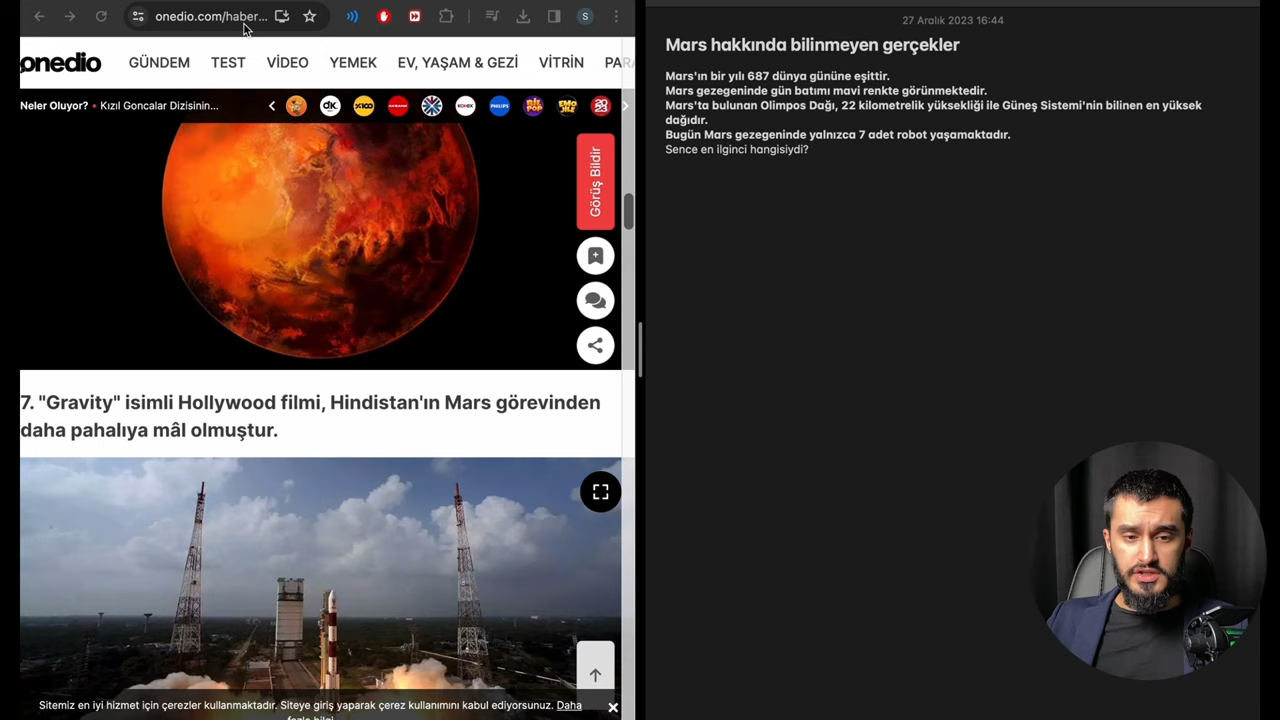 onedio.com/haber...
S
onedio
GÜNDEM TEST VİDEO YEMEK EV, YAŞAM & GEZİ VİTRİN PARA
Neler Oluyor? • Kızıl Goncalar Dizisinin...
Görüş Bildir
7. "Gravity" isimli Hollywood filmi, Hindistan'ın Mars görevinden
daha pahalıya mâl olmuştur.
Sitemiz en iyi hizmet için çerezler kullanmaktadır. Siteye giriş yaparak çerez kullanımını kabul ediyorsunuz. Daha
fazla bilgi
27 Aralık 2023 16:44
Mars hakkında bilinmeyen gerçekler
Mars'ın bir yılı 687 dünya gününe eşittir.
Mars gezegeninde gün batımı mavi renkte görünmektedir.
Mars'ta bulunan Olimpos Dağı, 22 kilometrelik yüksekliği ile Güneş Sistemi'nin bilinen en yüksek
dağıdır.
Bugün Mars gezegeninde yalnızca 7 adet robot yaşamaktadır.
Sence en ilginci hangisiydi?